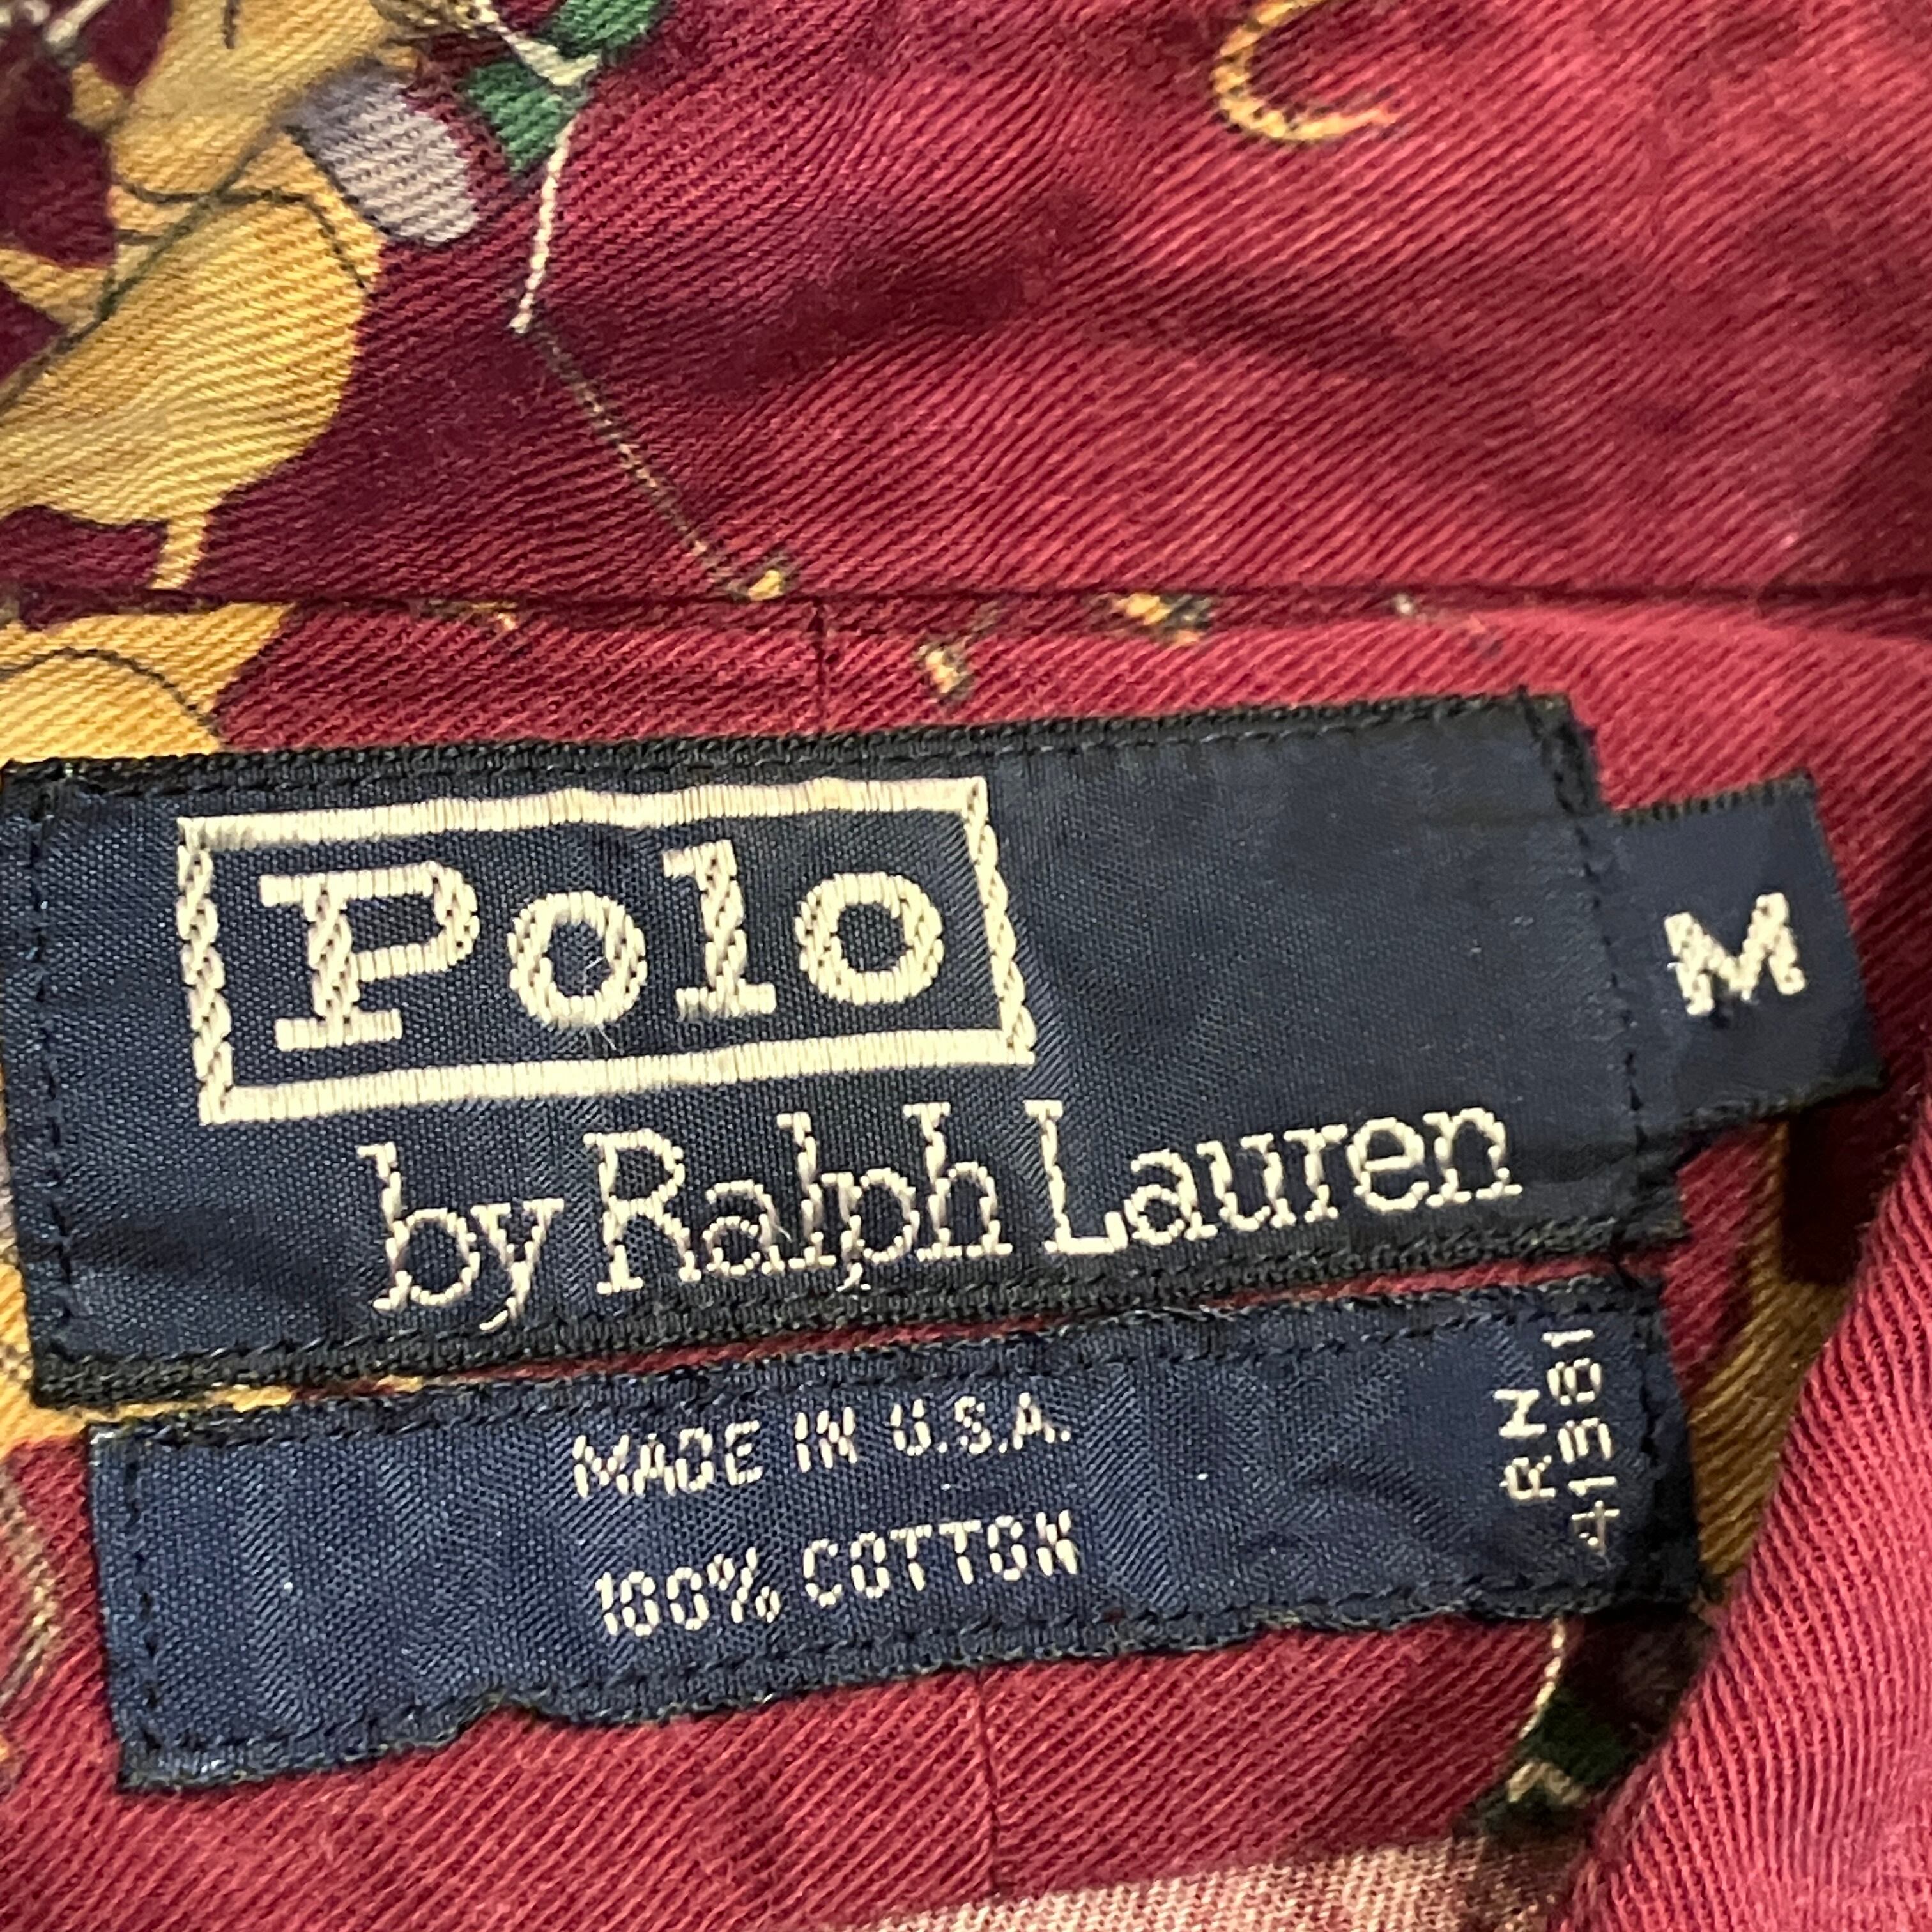 Polo
by Ralph Lauren
M
MADE IN U.S.A.
100% COTTON
RN
41381